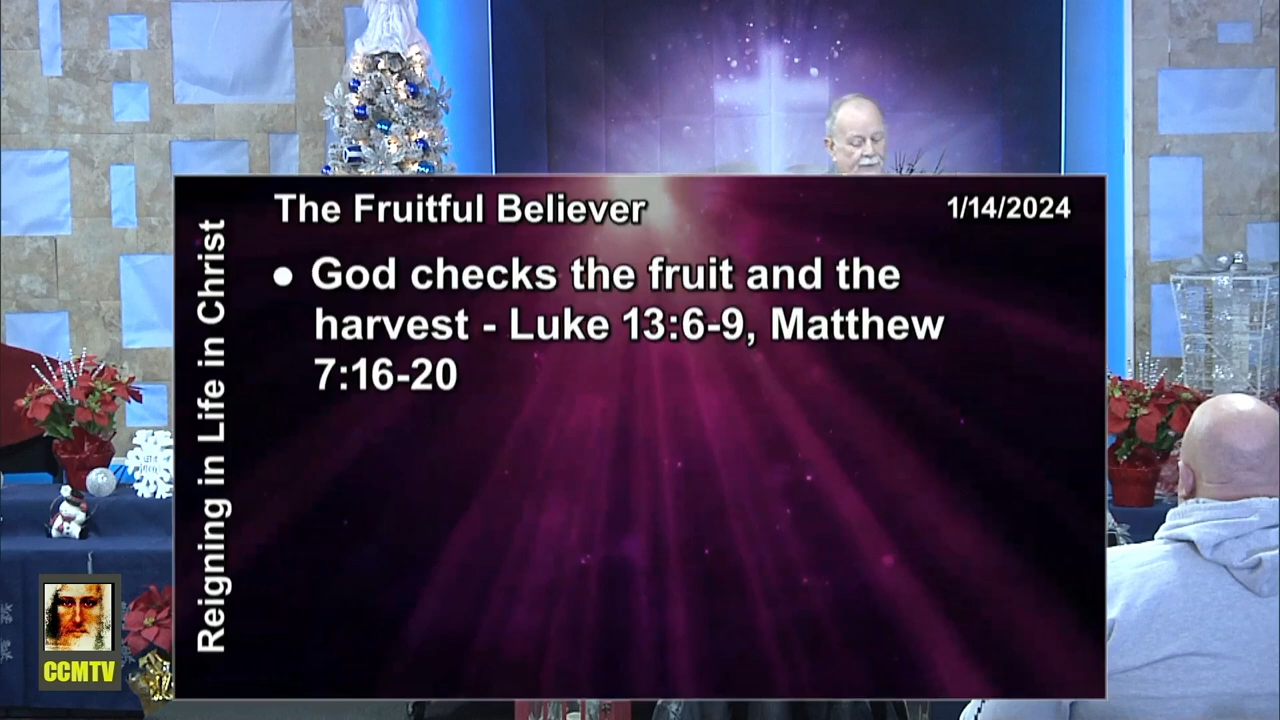 The Fruitful Believer
1/14/2024
Reigning in Life in Christ
● God checks the fruit and the
harvest - Luke 13:6-9, Matthew
7:16-20
CCMTV